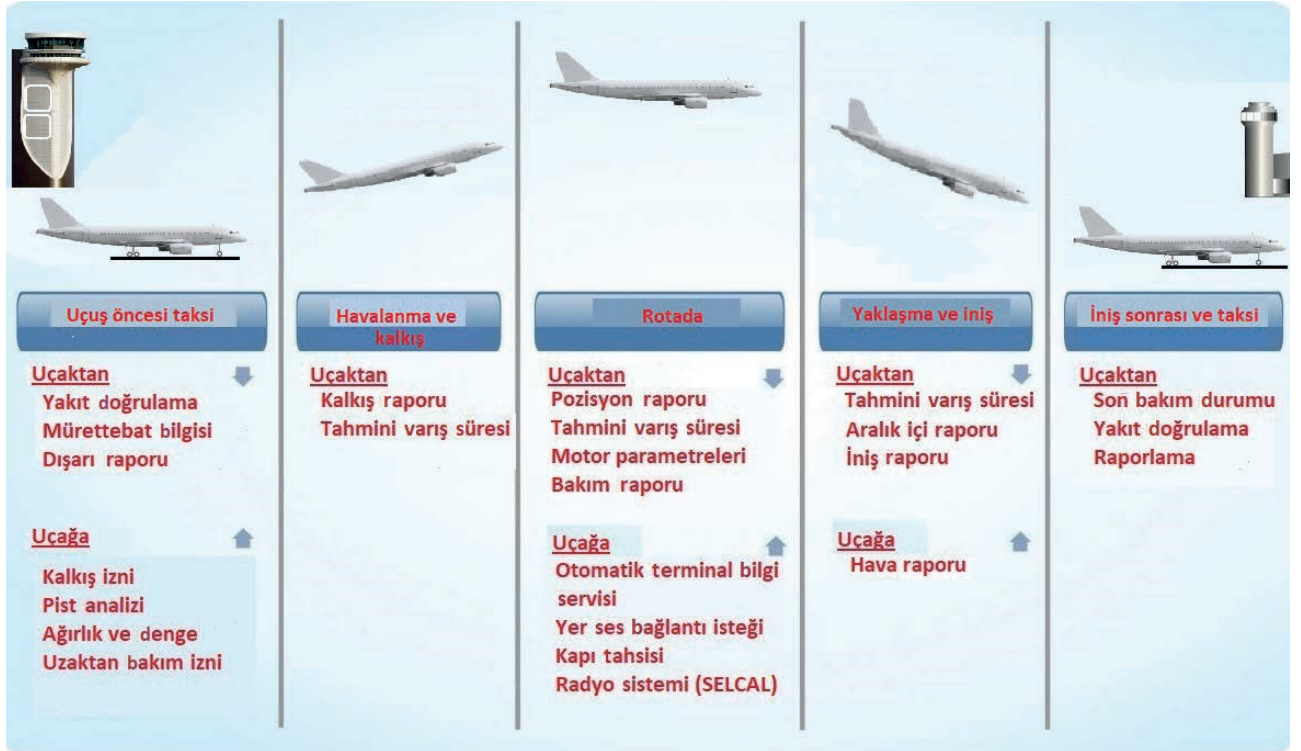 Uçuş öncesi taksi
Uçaktan
Yakıt doğrulama
Mürettebat bilgisi
Dışarı raporu
Uçağa
Kalkış izni
Pist analizi
Ağırlık ve denge
Uzaktan bakım izni
Havalanma ve
kalkış
Uçaktan
Kalkış raporu
Tahmini varış süresi
Rotada
Uçaktan
Pozisyon raporu
Tahmini varış süresi
Motor parametreleri
Bakım raporu
Uçağa
Otomatik terminal bilgi
servisi
Yer ses bağlantı isteği
Kapı tahsisi
Radyo sistemi (SELCAL)
Yaklaşma ve iniş
Uçaktan
Tahmini varış süresi
Aralık içi raporu
İniş raporu
Uçağa
Hava raporu
İniş sonrası ve taksi
Uçaktan
Son bakım durumu
Yakıt doğrulama
Raporlama